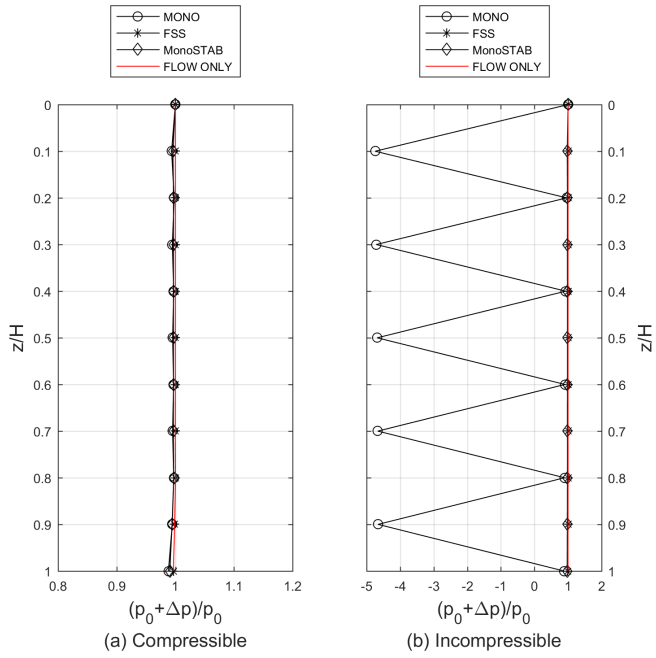 MONO
FSS
MonoSTAB
FLOW ONLY
0
0.1
0.2
0.3
0.4
0.5
0.6
0.7
0.8
0.9
1
z/H
0.8 0.9 1 1.1 1.2
(p₀+Δp)/p₀
(a) Compressible
MONO
FSS
MonoSTAB
FLOW ONLY
0
0.1
0.2
0.3
0.4
0.5
0.6
0.7
0.8
0.9
1
z/H
-5 -4 -3 -2 -1 0 1 2
(p₀+Δp)/p₀
(b) Incompressible